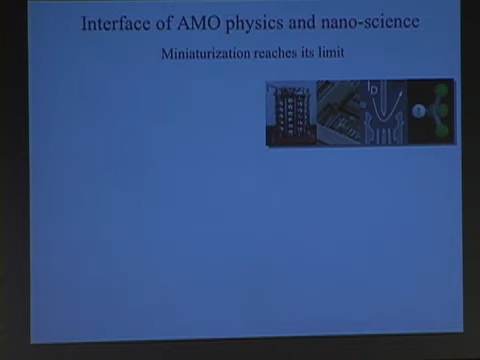 Interface of AMO physics and nano-science
Miniaturization reaches its limit
D